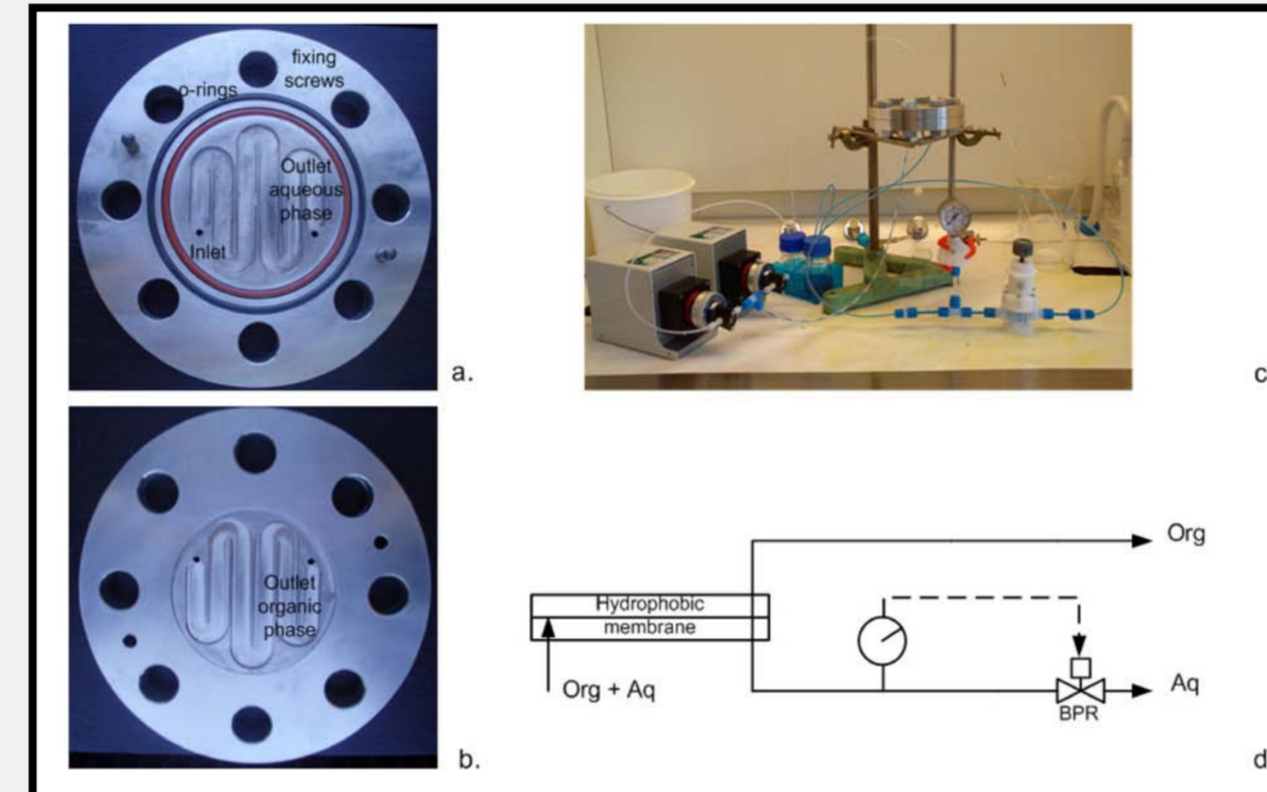 fixing
screws
o-rings
Outlet
aqueous
phase
Inlet
a.
c
Outlet
organic
phase
b.
Hydrophobic
membrane
Org + Aq
Org
Aq
BPR
d